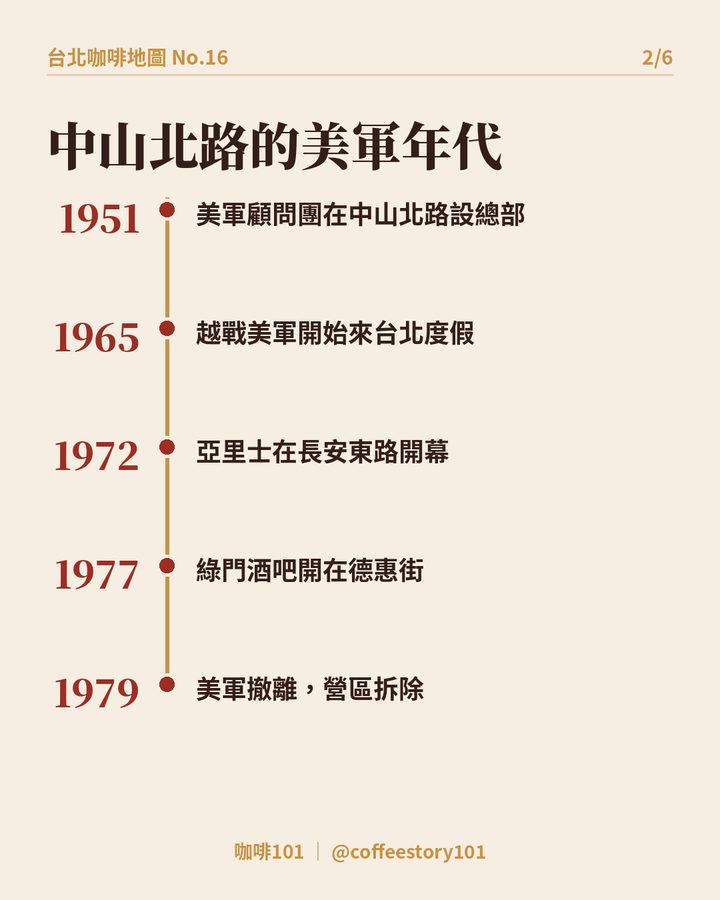 台北咖啡地圖 No.16
2/6
中山北路的美軍年代
1951 美軍顧問團在中山北路設總部
1965 越戰美軍開始來台北度假
1972 亞里士在長安東路開幕
1977 綠門酒吧開在德惠街
1979 美軍撤離，營區拆除
咖啡101｜@coffeestory101